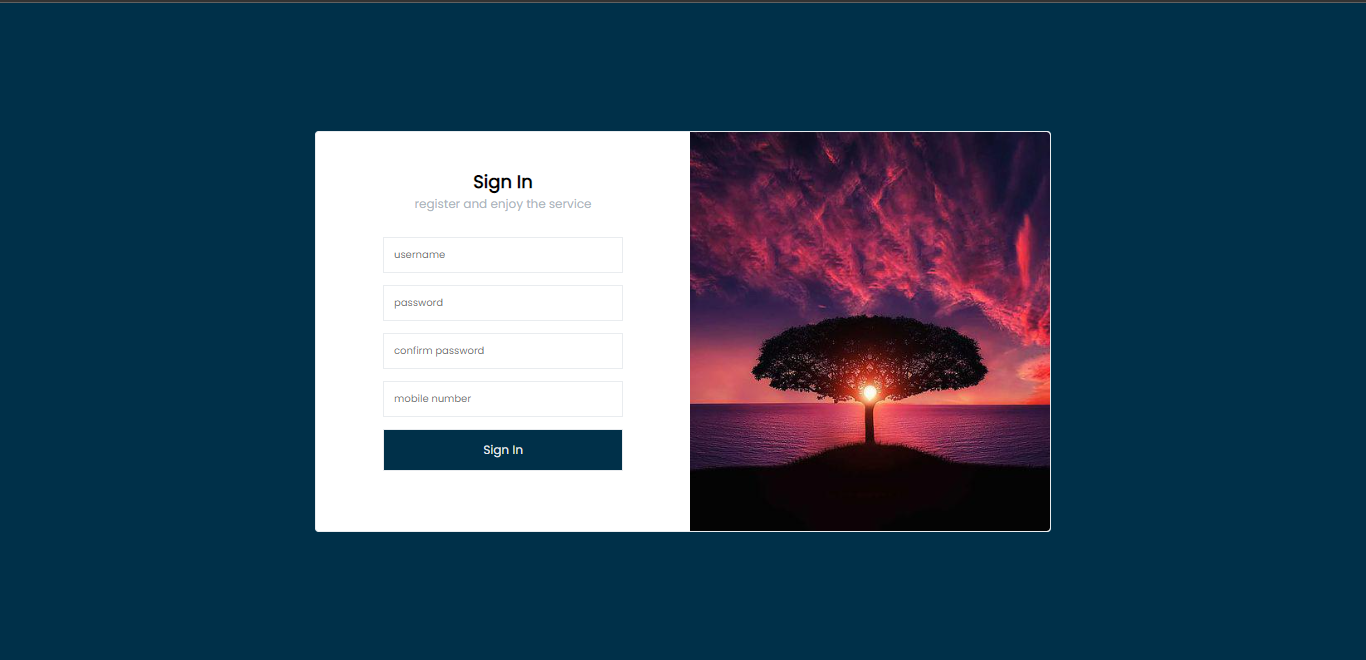 Sign In
register and enjoy the service
username
password
confirm password
mobile number
Sign In